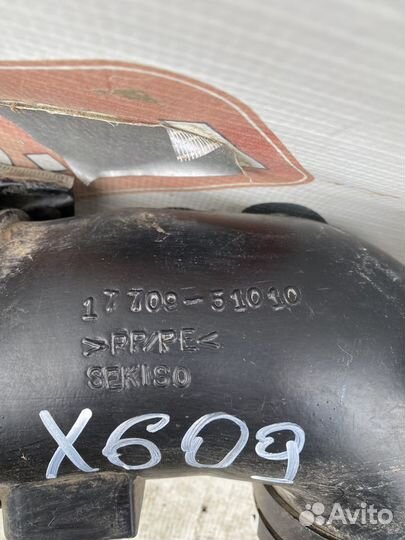 17709-51010
>PP/PE<
SEKISO
X609
Avito